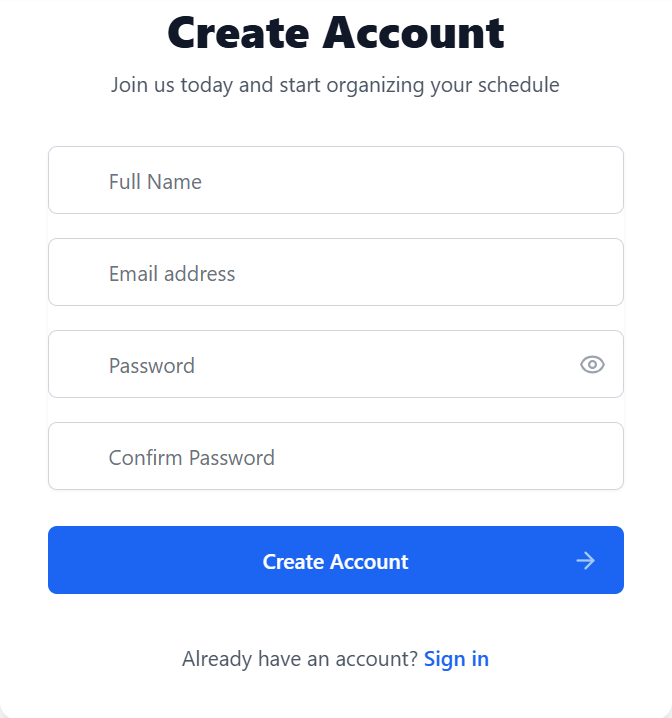 Create Account
Join us today and start organizing your schedule
Full Name
Email address
Password
Confirm Password
Create Account
Already have an account? Sign in